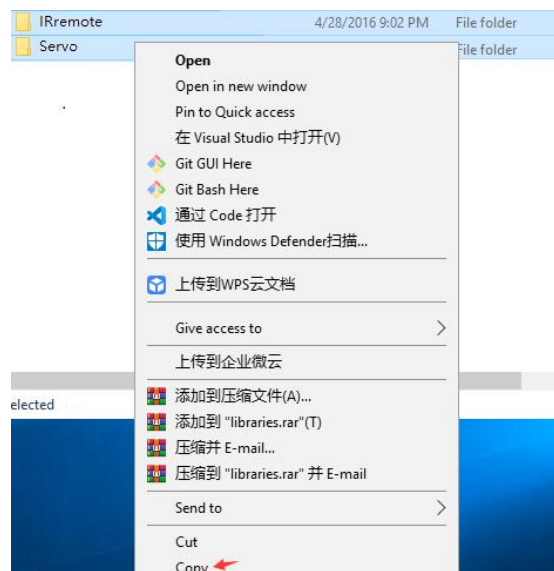 IRremote 4/28/2016 9:02 PM File folder
Servo File folder
Open
Open in new window
Pin to Quick access
在 Visual Studio 中打开(V)
Git GUI Here
Git Bash Here
通过 Code 打开
使用 Windows Defender扫描...
上传到WPS云文档
Give access to
上传到企业微云
elected
添加到压缩文件(A)...
添加到 "libraries.rar"(T)
压缩并 E-mail...
压缩到 "libraries.rar" 并 E-mail
Send to
Cut
Copy